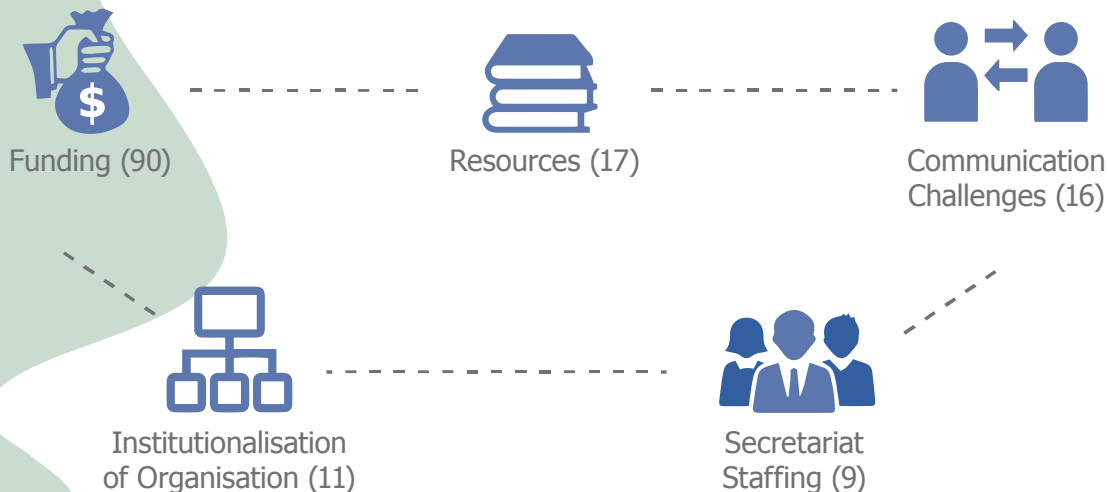 $
Funding (90)
Resources (17)
Communication
Challenges (16)
Institutionalisation
of Organisation (11)
Secretariat
Staffing (9)